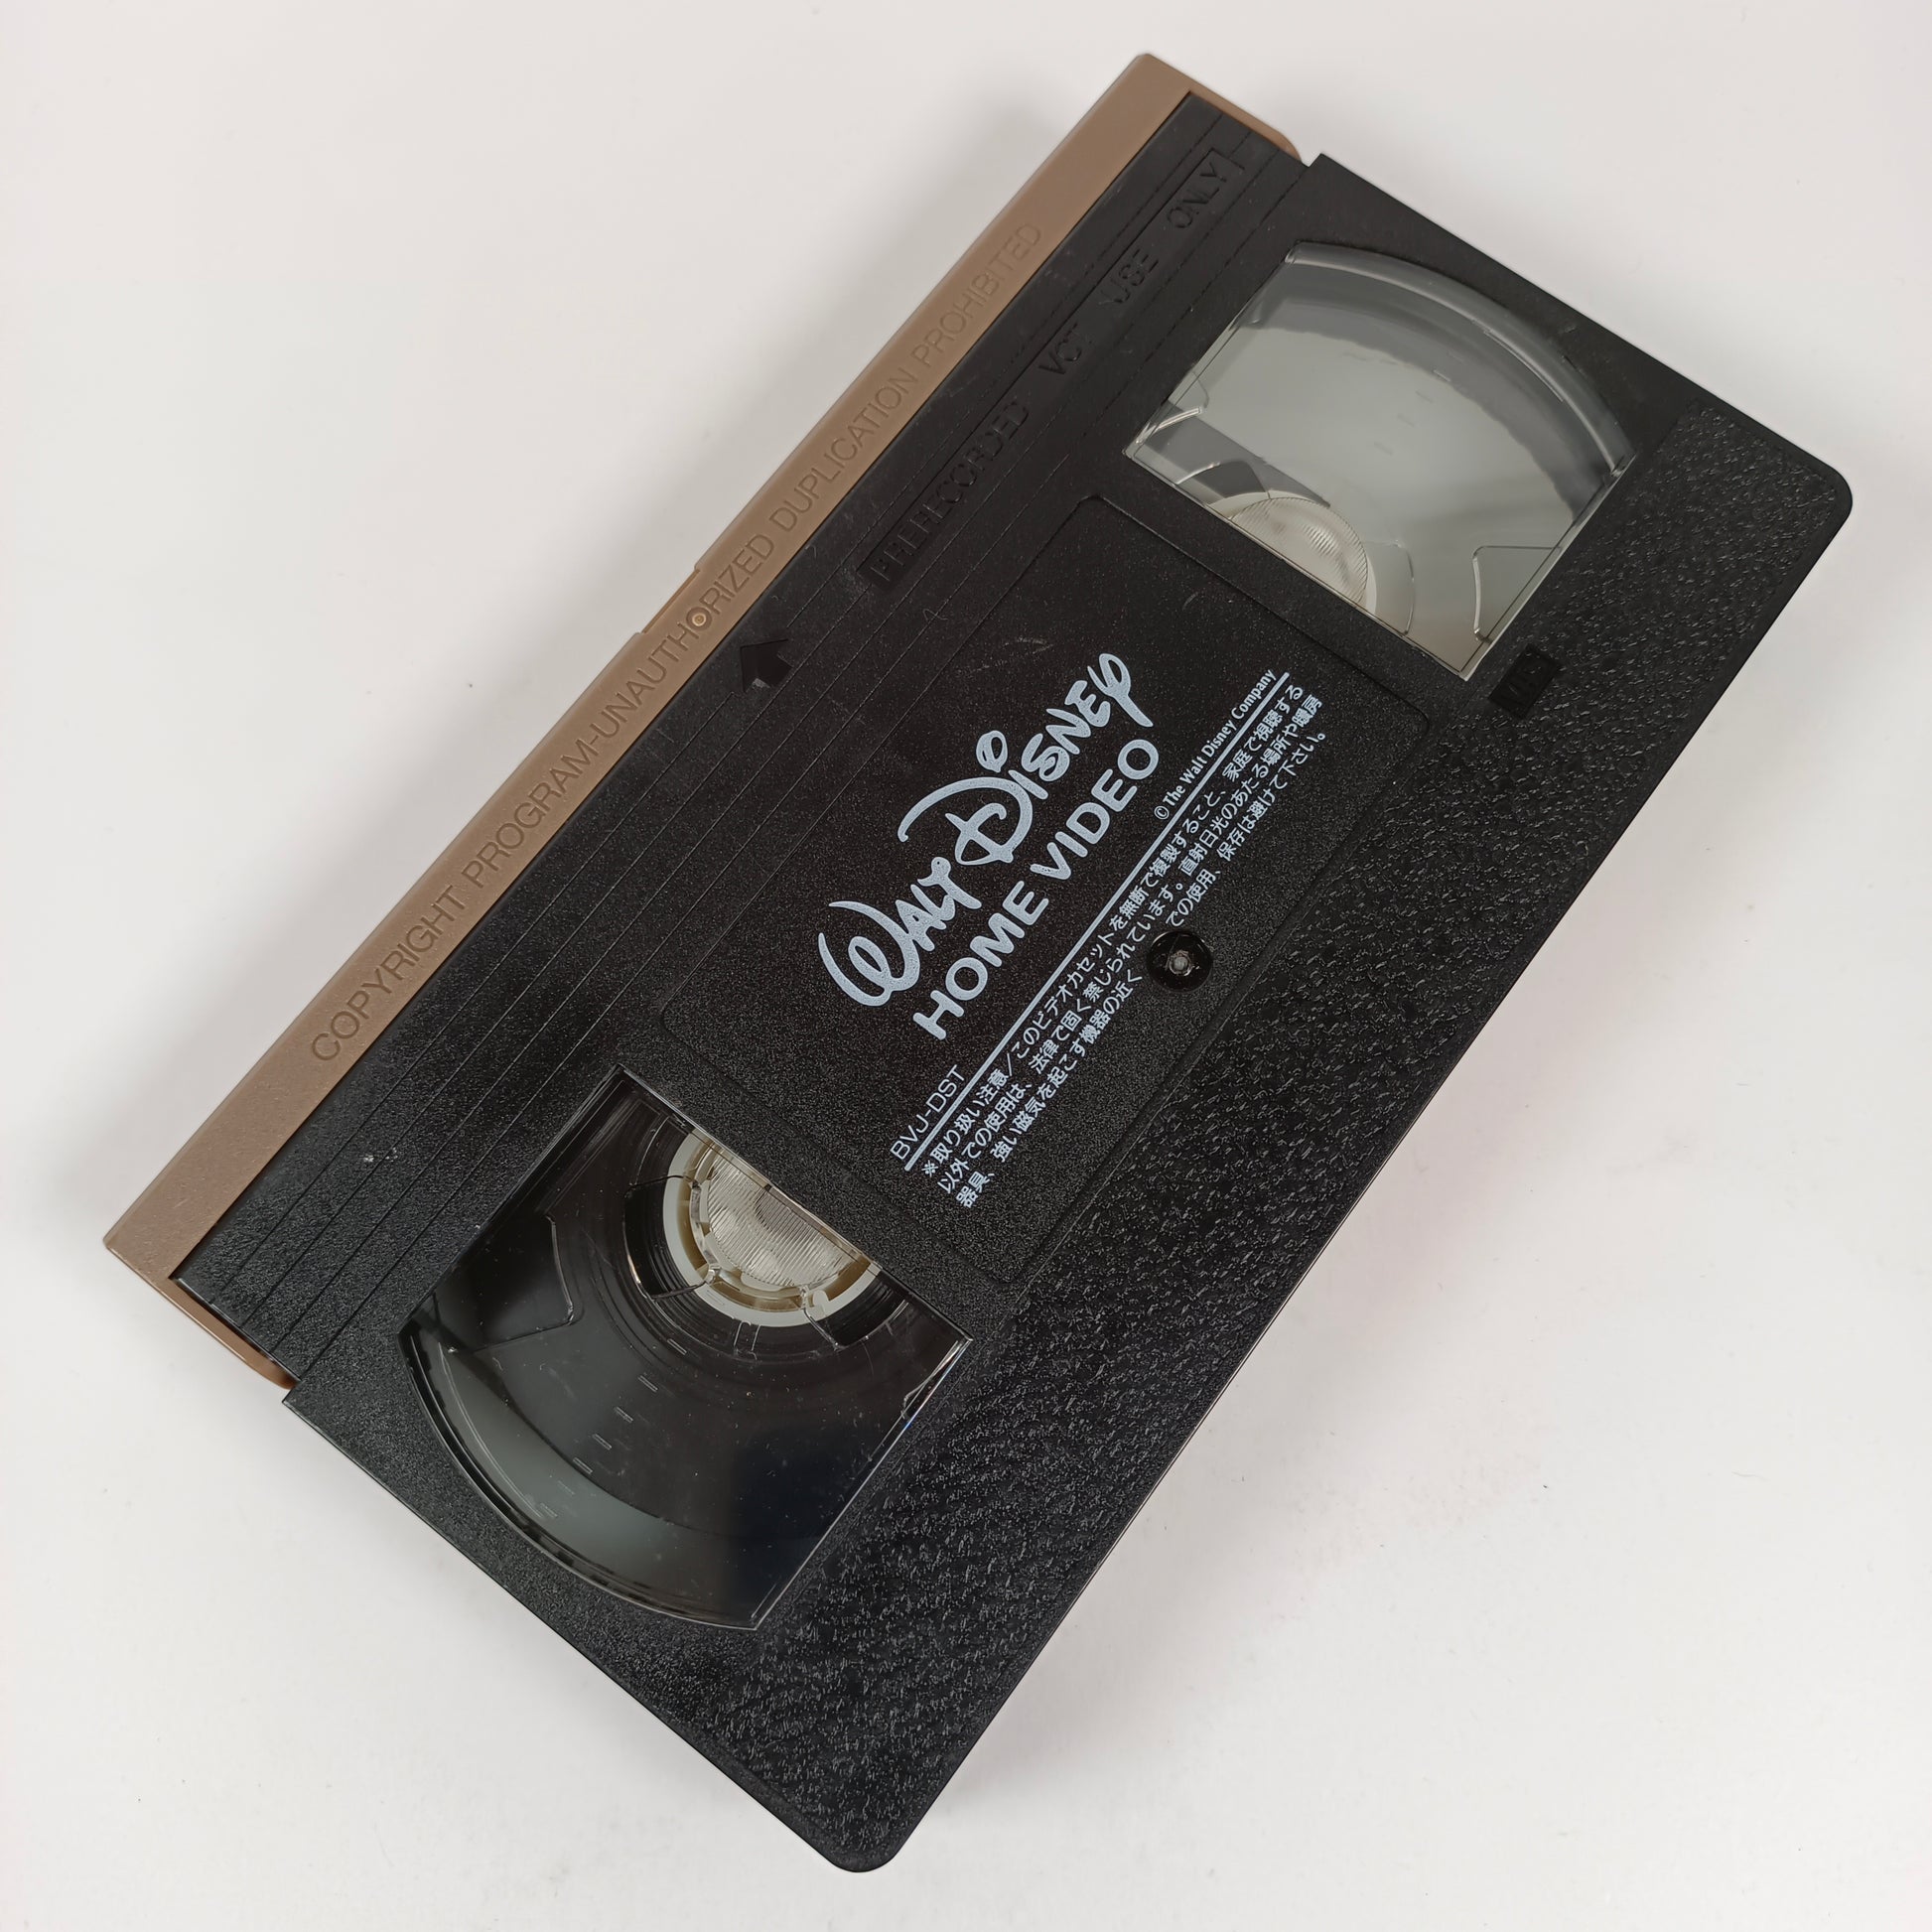 COPYRIGHT PROGRAM-UNAUTHORIZED DUPLICATION PROHIBITED
PRERECORDED VCT USE ONLY
WALT DISNEY
HOME VIDEO
BVJ-DST © The Walt Disney Company
※取り扱い注意/このビデオカセットを無断で複製すること、家庭で視聴する
以外での使用は、法律で固く禁じられています。直射日光のあたる場所や暖房
器具、強い磁気を起こす機器の近くでの使用、保存は避けて下さい。
VHS